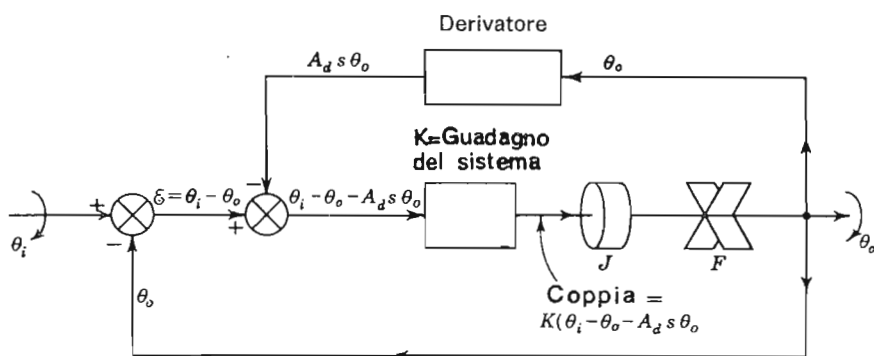 Derivatore
A_d s θ_o
θ_o
K=Guadagno
del sistema
−
+
ℰ = θ_i − θ_o
θ_i − θ_o − A_d s θ_o
−
+
θ_i
J
F
θ_o
θ_o
Coppia =
K(θ_i − θ_o − A_d s θ_o